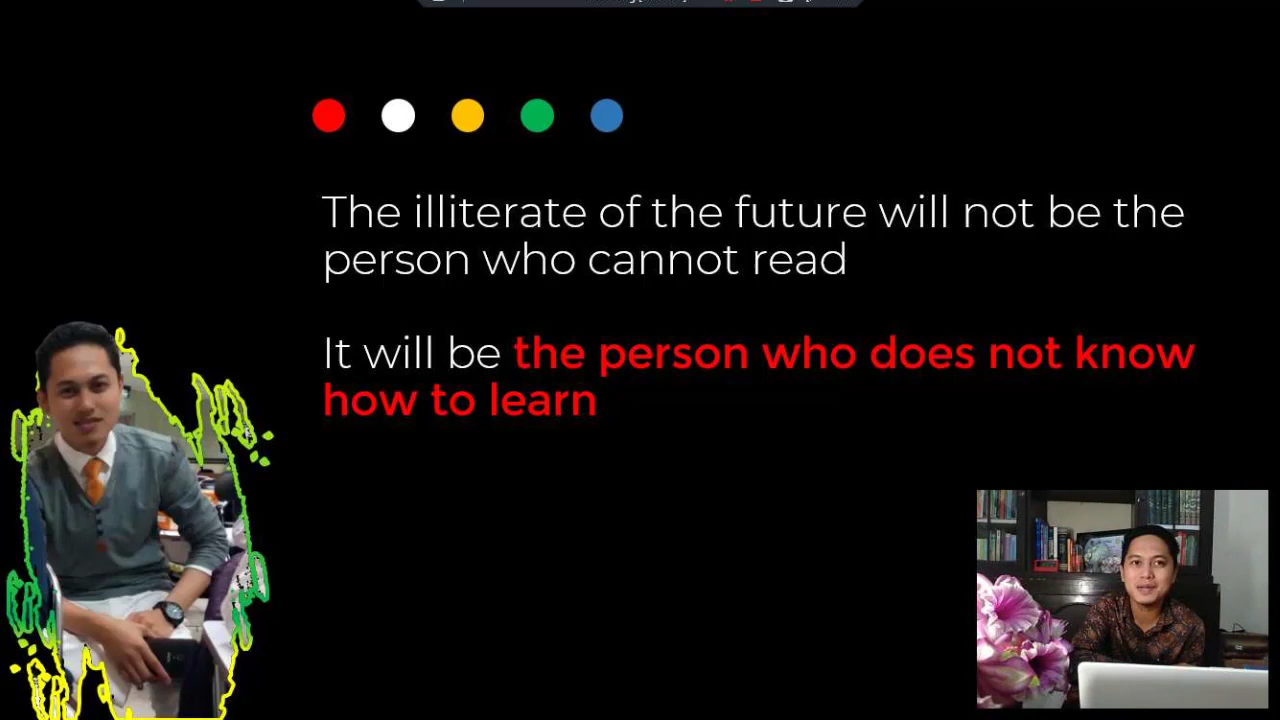 The illiterate of the future will not be the
person who cannot read
It will be the person who does not know
how to learn